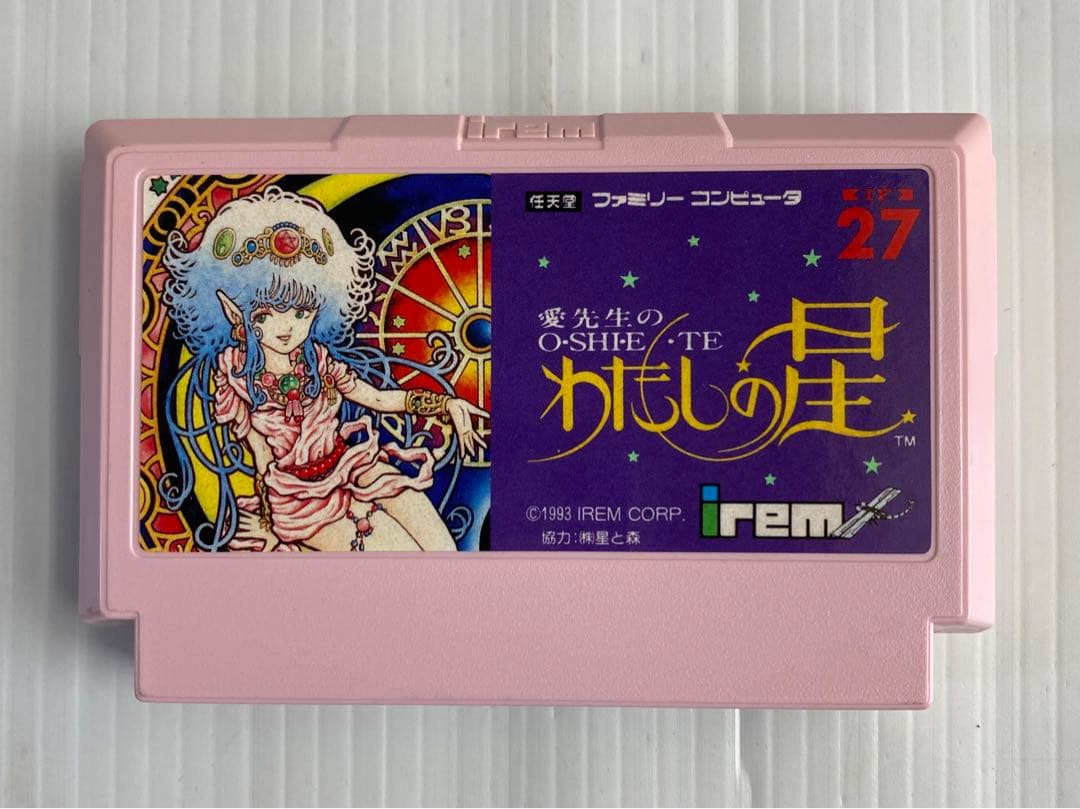 irem
任天堂 ファミリーコンピュータ
IF
27
愛先生の
O・SHI・E・TE
わたしの星
TM
©1993 IREM CORP.
協力:㈱星と森
irem